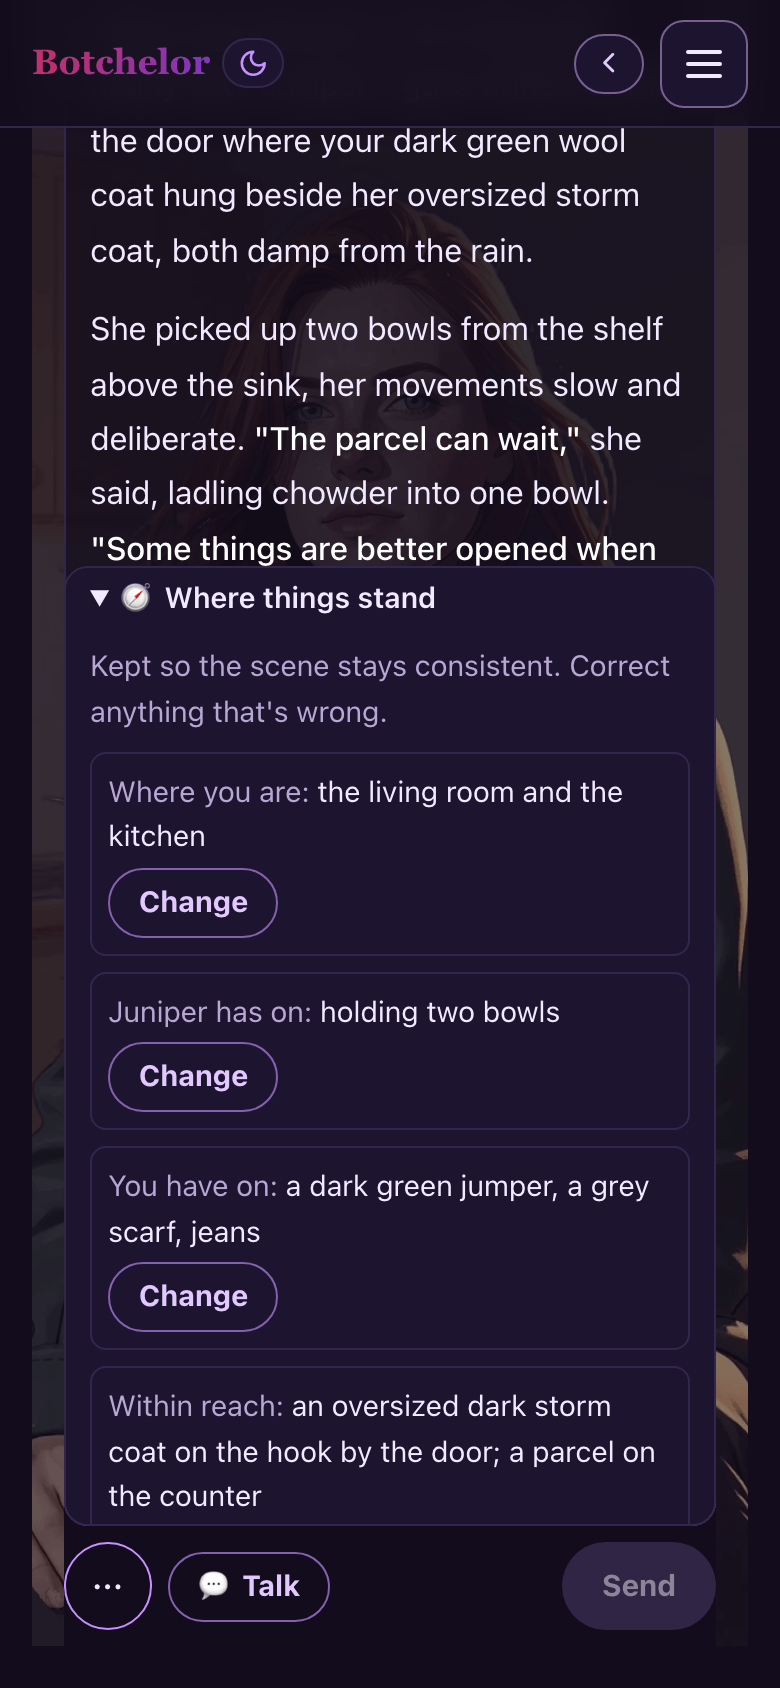 Botchelor
the door where your dark green wool
coat hung beside her oversized storm
coat, both damp from the rain.
She picked up two bowls from the shelf
above the sink, her movements slow and
deliberate. "The parcel can wait," she
said, ladling chowder into one bowl.
"Some things are better opened when
▼ 🧭 Where things stand
Kept so the scene stays consistent. Correct
anything that's wrong.
Where you are: the living room and the
kitchen
Change
Juniper has on: holding two bowls
Change
You have on: a dark green jumper, a grey
scarf, jeans
Change
Within reach: an oversized dark storm
coat on the hook by the door; a parcel on
the counter
... 💬 Talk Send